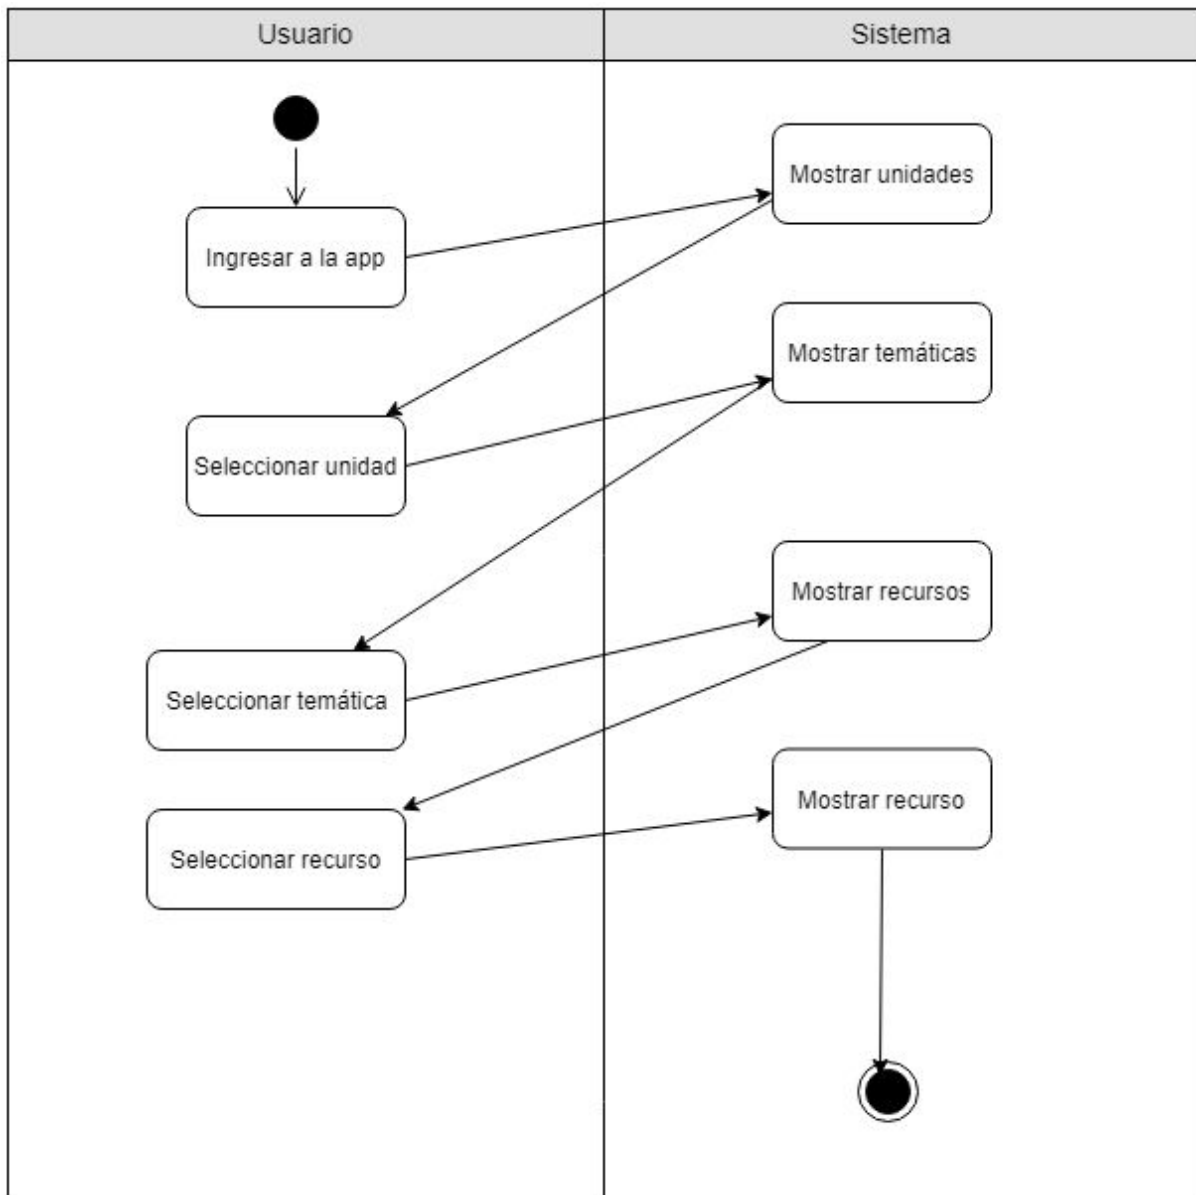 Usuario
Sistema
Mostrar unidades
Ingresar a la app
Mostrar temáticas
Seleccionar unidad
Mostrar recursos
Seleccionar temática
Mostrar recurso
Seleccionar recurso